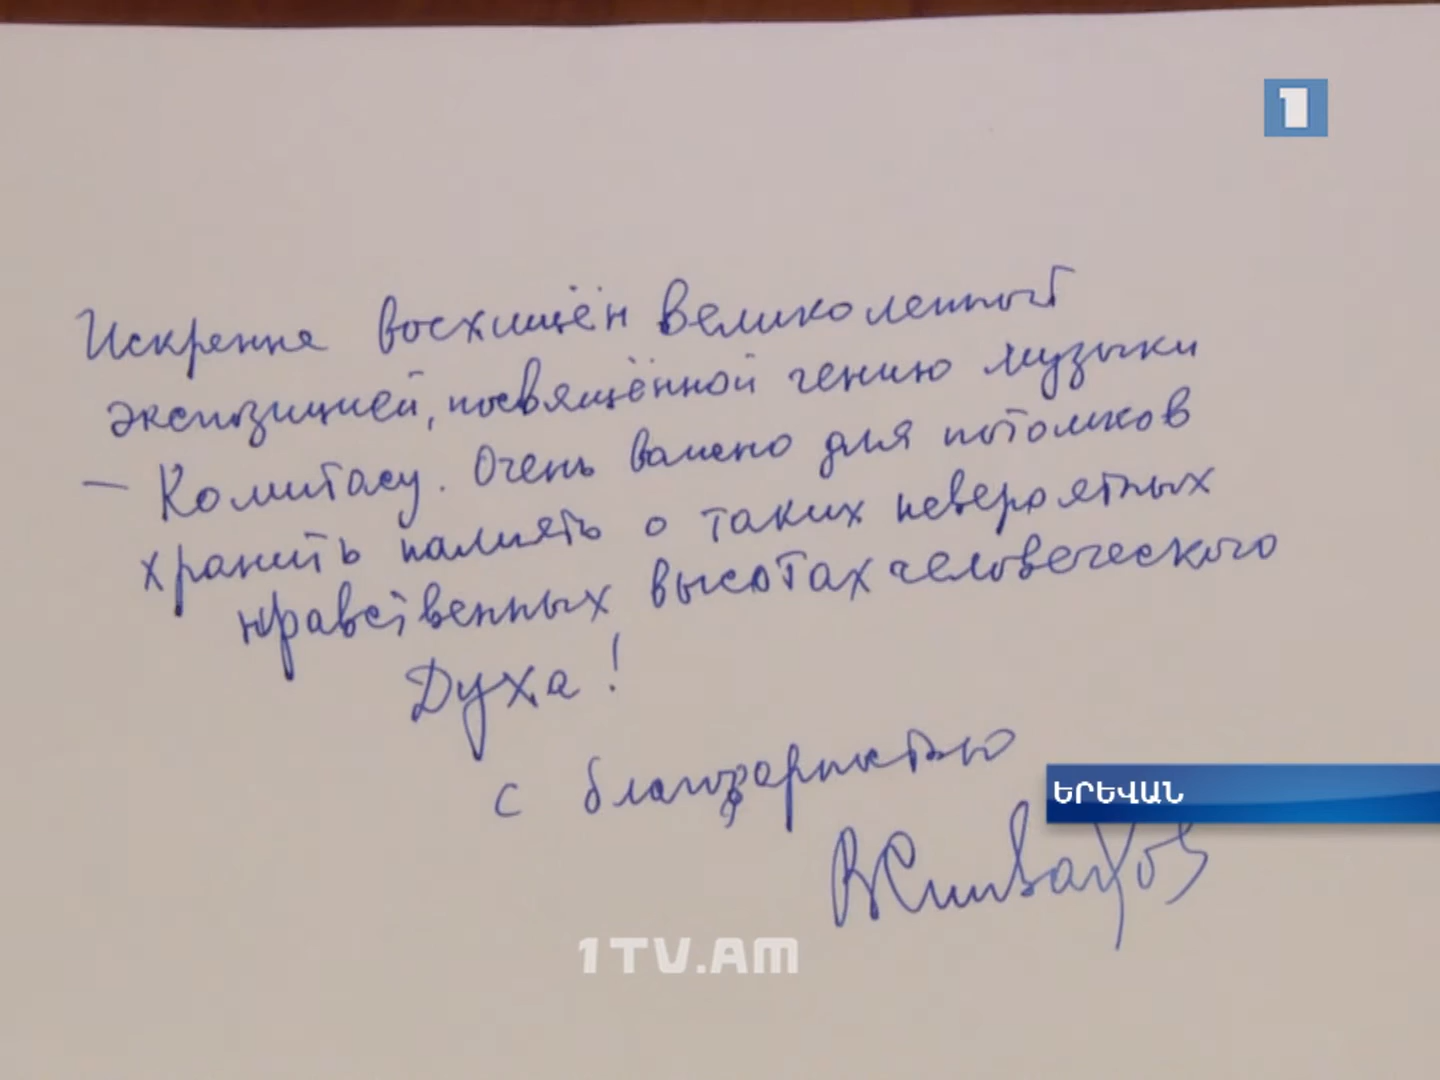 1
Искренне восхищён великолепной
экспозицией, посвящённой гению музыки
— Комитасу. Очень важно для потомков
хранить память о таких невероятных
нравственных высотах человеческого
Духа!
с благодарностью
ԵՐԵՎԱՆ
ВСпиваков
1TV.AM